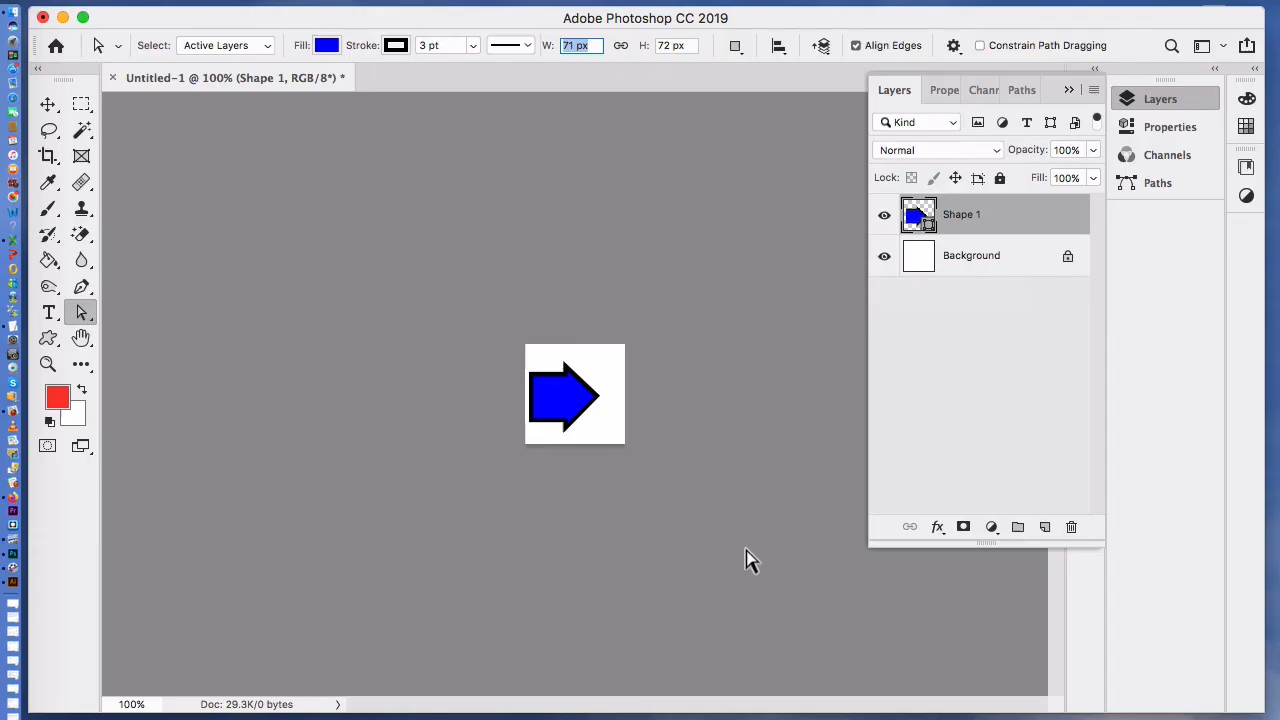 Adobe Photoshop CC 2019
Select: Active Layers Fill: Stroke: 3 pt W: 71 px H: 72 px Align Edges Constrain Path Dragging
Untitled-1 @ 100% (Shape 1, RGB/8*) *
Layers Prope Chann Paths
Kind
Normal Opacity: 100%
Lock: Fill: 100%
Shape 1
Background
Layers
Properties
Channels
Paths
100% Doc: 29.3K/0 bytes